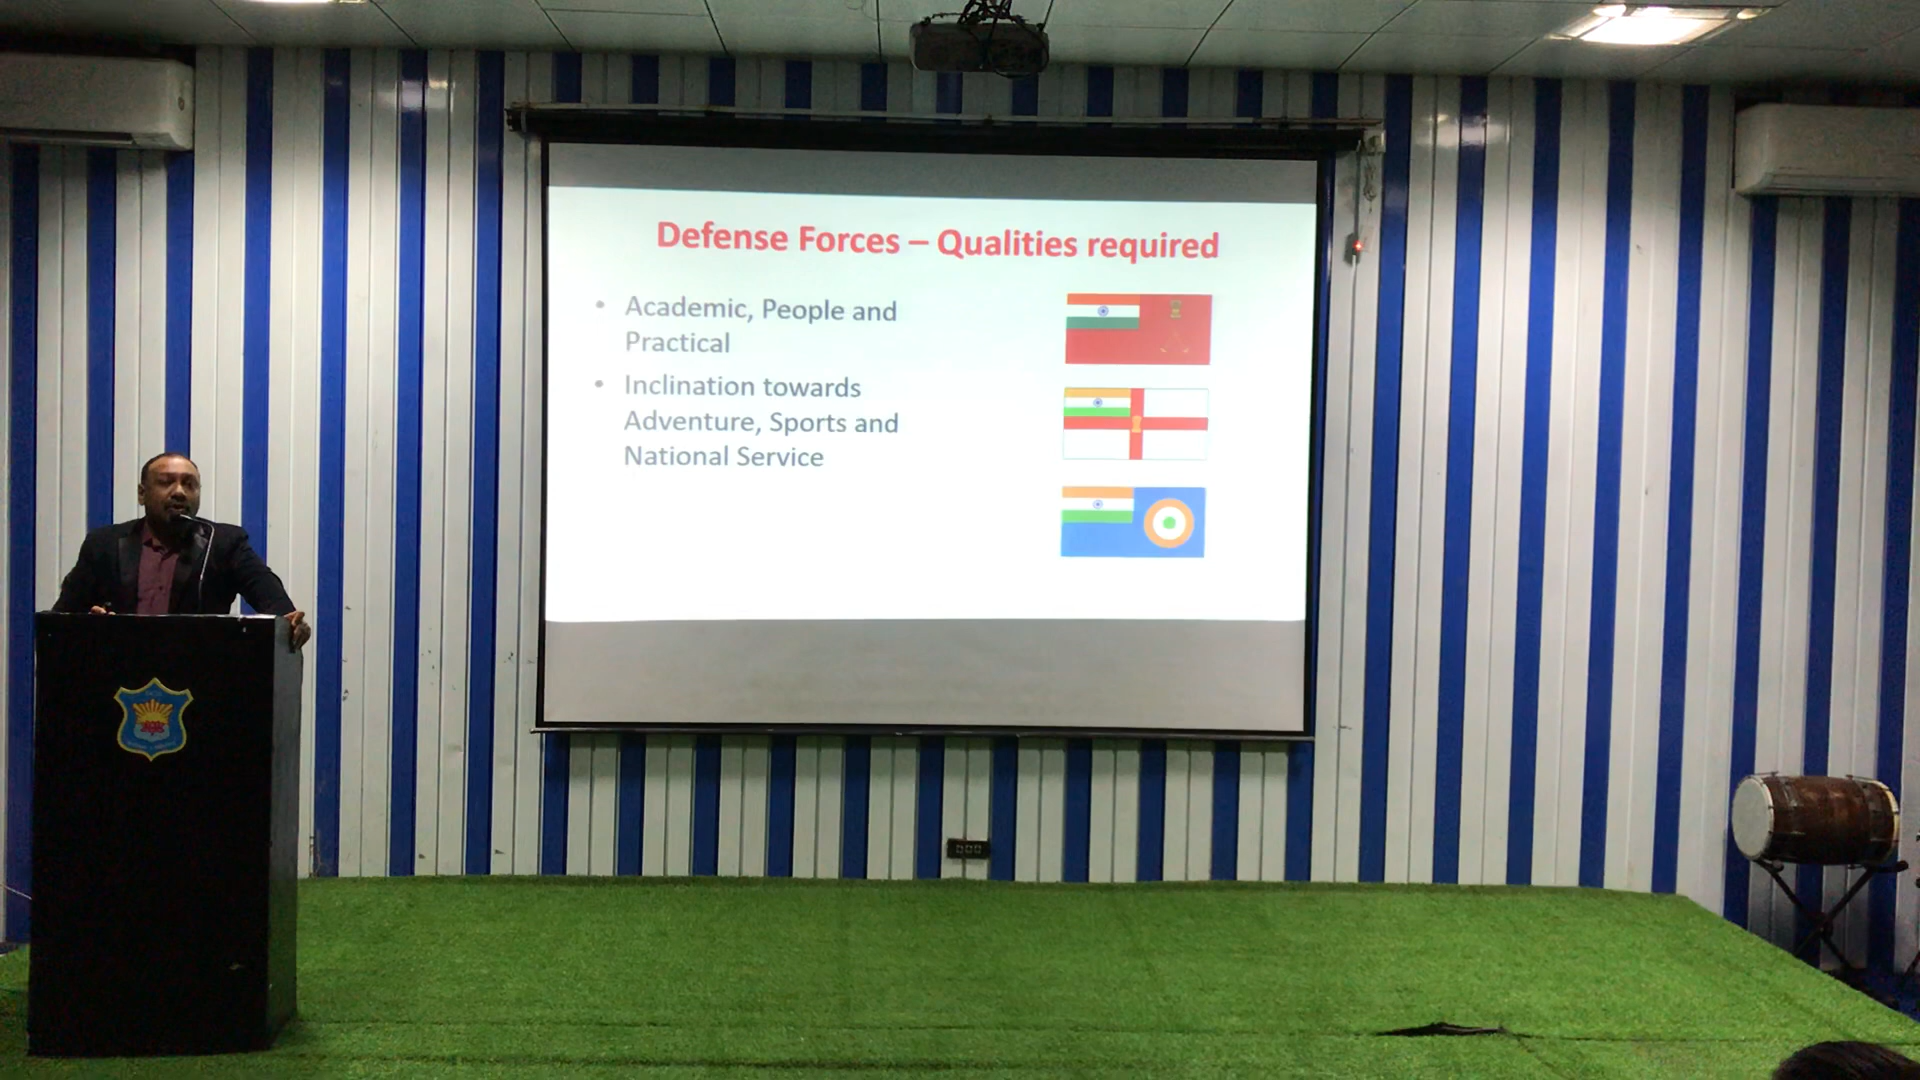 Defense Forces – Qualities required
• Academic, People and
Practical
• Inclination towards
Adventure, Sports and
National Service